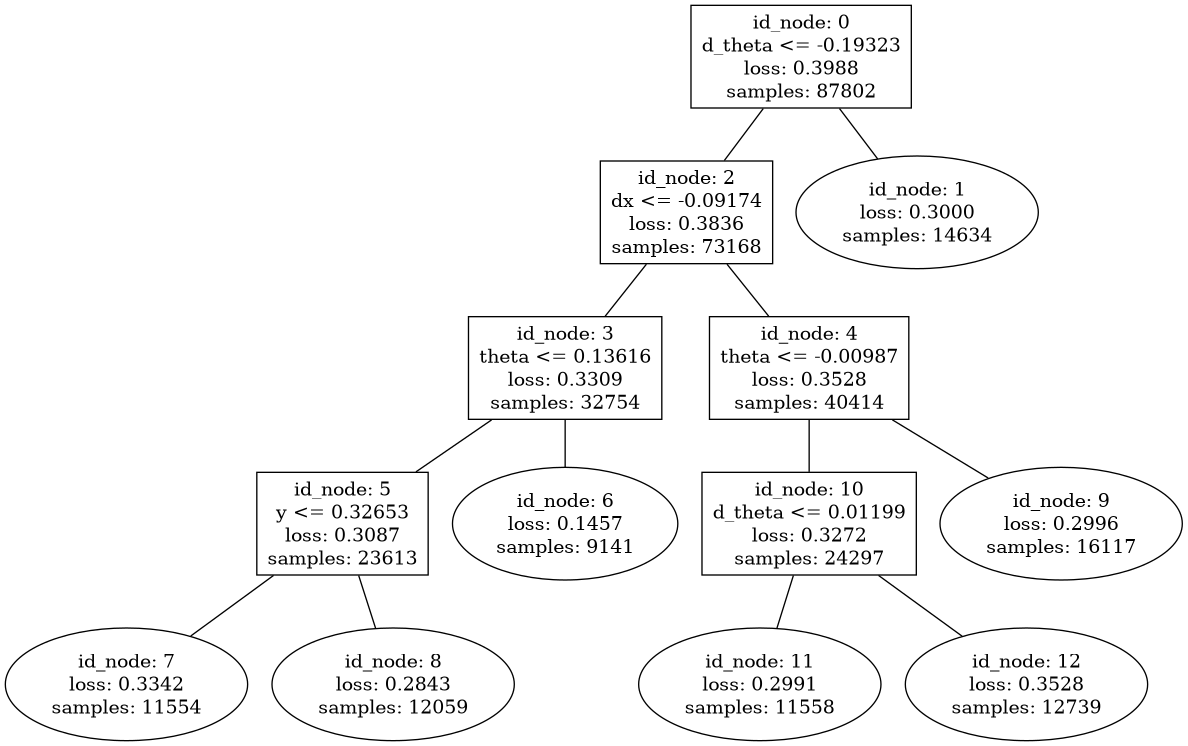 id_node: 0
d_theta <= -0.19323
loss: 0.3988
samples: 87802
id_node: 2
dx <= -0.09174
loss: 0.3836
samples: 73168
id_node: 1
loss: 0.3000
samples: 14634
id_node: 3
theta <= 0.13616
loss: 0.3309
samples: 32754
id_node: 4
theta <= -0.00987
loss: 0.3528
samples: 40414
id_node: 5
y <= 0.32653
loss: 0.3087
samples: 23613
id_node: 6
loss: 0.1457
samples: 9141
id_node: 10
d_theta <= 0.01199
loss: 0.3272
samples: 24297
id_node: 9
loss: 0.2996
samples: 16117
id_node: 7
loss: 0.3342
samples: 11554
id_node: 8
loss: 0.2843
samples: 12059
id_node: 11
loss: 0.2991
samples: 11558
id_node: 12
loss: 0.3528
samples: 12739